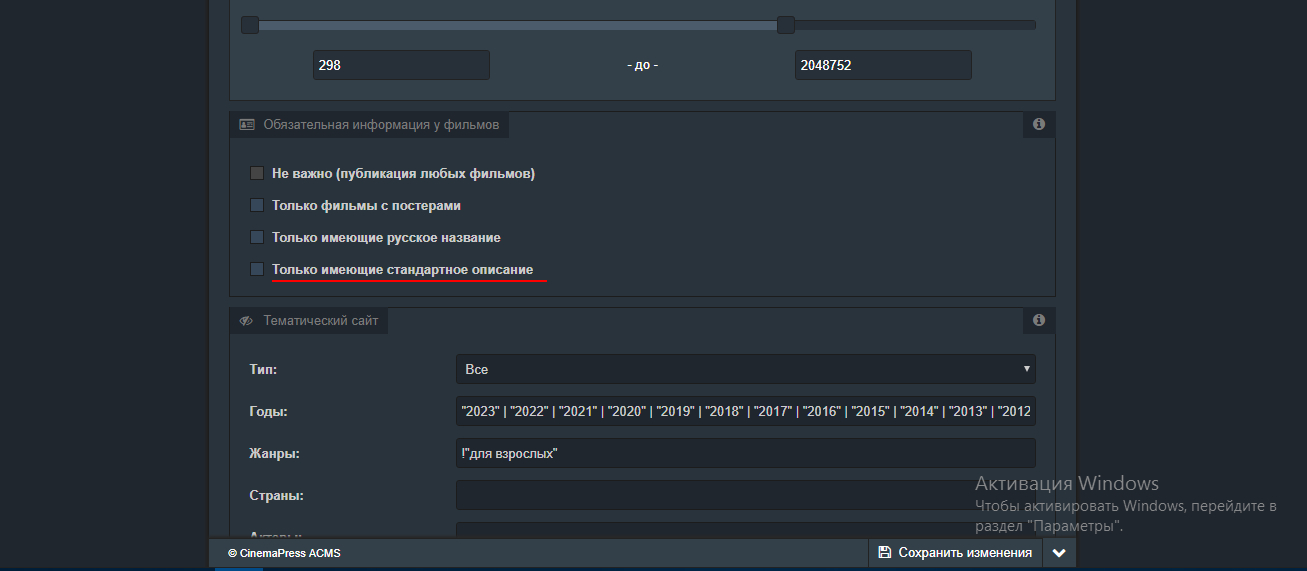 298 - до - 2048752
Обязательная информация у фильмов
Не важно (публикация любых фильмов)
Только фильмы с постерами
Только имеющие русское название
Только имеющие стандартное описание
Тематический сайт
Тип: Все
Годы: "2023" | "2022" | "2021" | "2020" | "2019" | "2018" | "2017" | "2016" | "2015" | "2014" | "2013" | "2012
Жанры: !"для взрослых"
Страны:
Активация Windows
Чтобы активировать Windows, перейдите в
раздел "Параметры".
© CinemaPress ACMS
Сохранить изменения